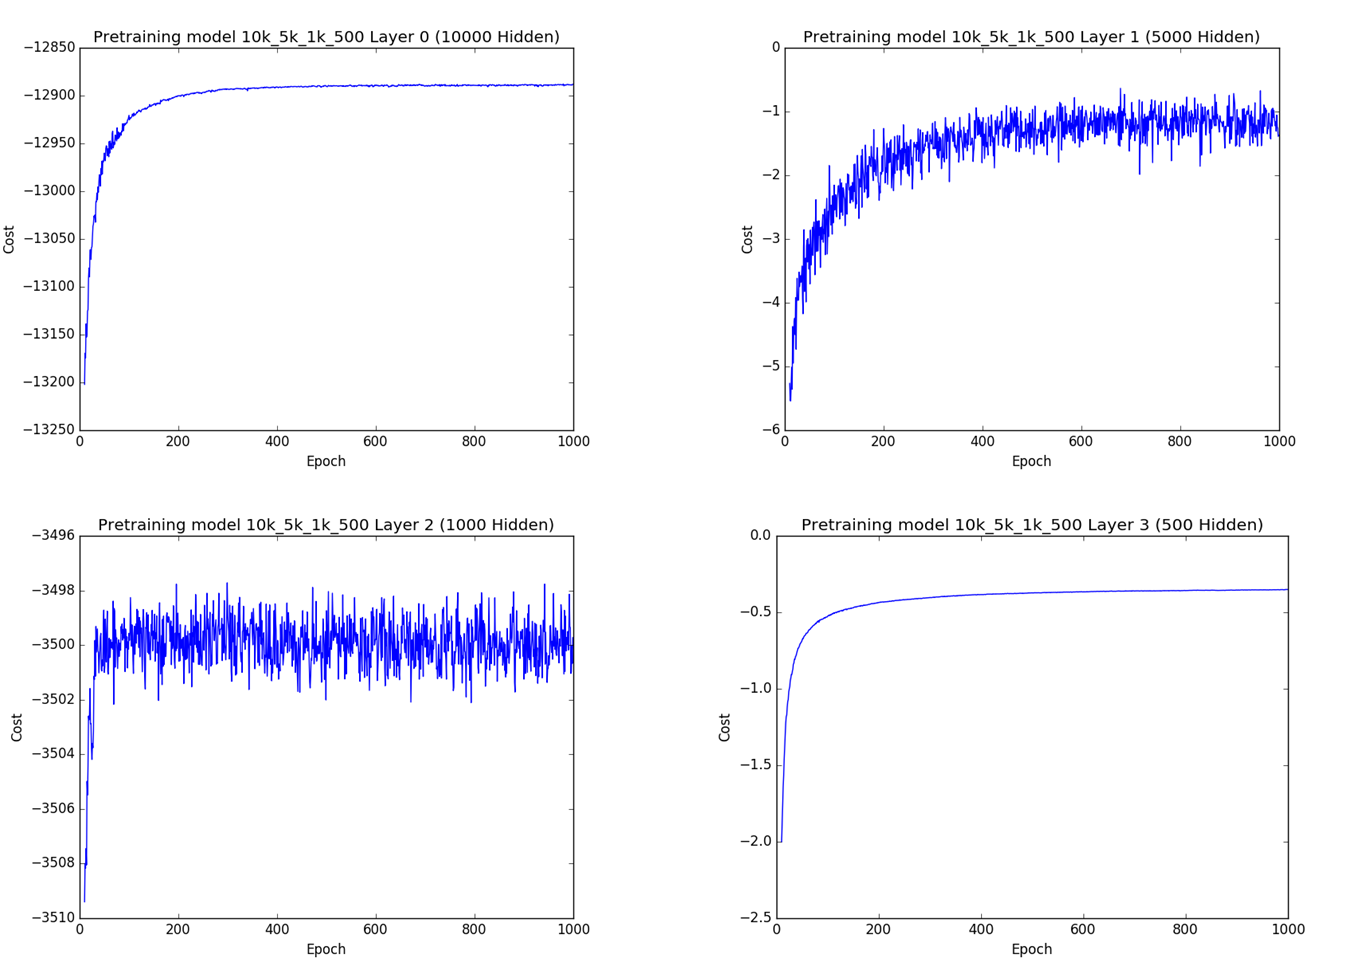 Pretraining model 10k_5k_1k_500 Layer 0 (10000 Hidden)
−12850
−12900
−12950
−13000
−13050
−13100
−13150
−13200
−13250
Cost
0 200 400 600 800 1000
Epoch
Pretraining model 10k_5k_1k_500 Layer 1 (5000 Hidden)
0
−1
−2
−3
−4
−5
−6
Cost
0 200 400 600 800 1000
Epoch
Pretraining model 10k_5k_1k_500 Layer 2 (1000 Hidden)
−3496
−3498
−3500
−3502
−3504
−3506
−3508
−3510
Cost
0 200 400 600 800 1000
Epoch
Pretraining model 10k_5k_1k_500 Layer 3 (500 Hidden)
0.0
−0.5
−1.0
−1.5
−2.0
−2.5
Cost
0 200 400 600 800 1000
Epoch